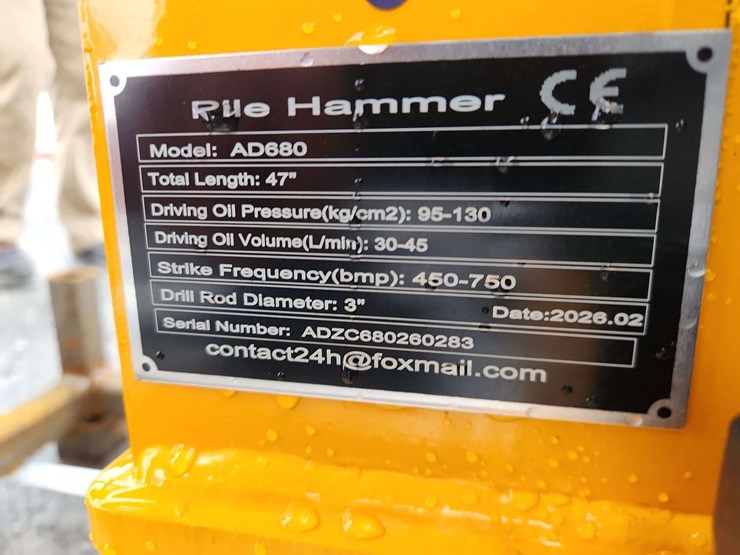 Pile Hammer CE
Model: AD680
Total Length: 47"
Driving Oil Pressure(kg/cm2): 95-130
Driving Oil Volume(L/min): 30-45
Strike Frequency(bmp): 450-750
Drill Rod Diameter: 3"
Date:2026.02
Serial Number: ADZC680260283
contact24h@foxmail.com